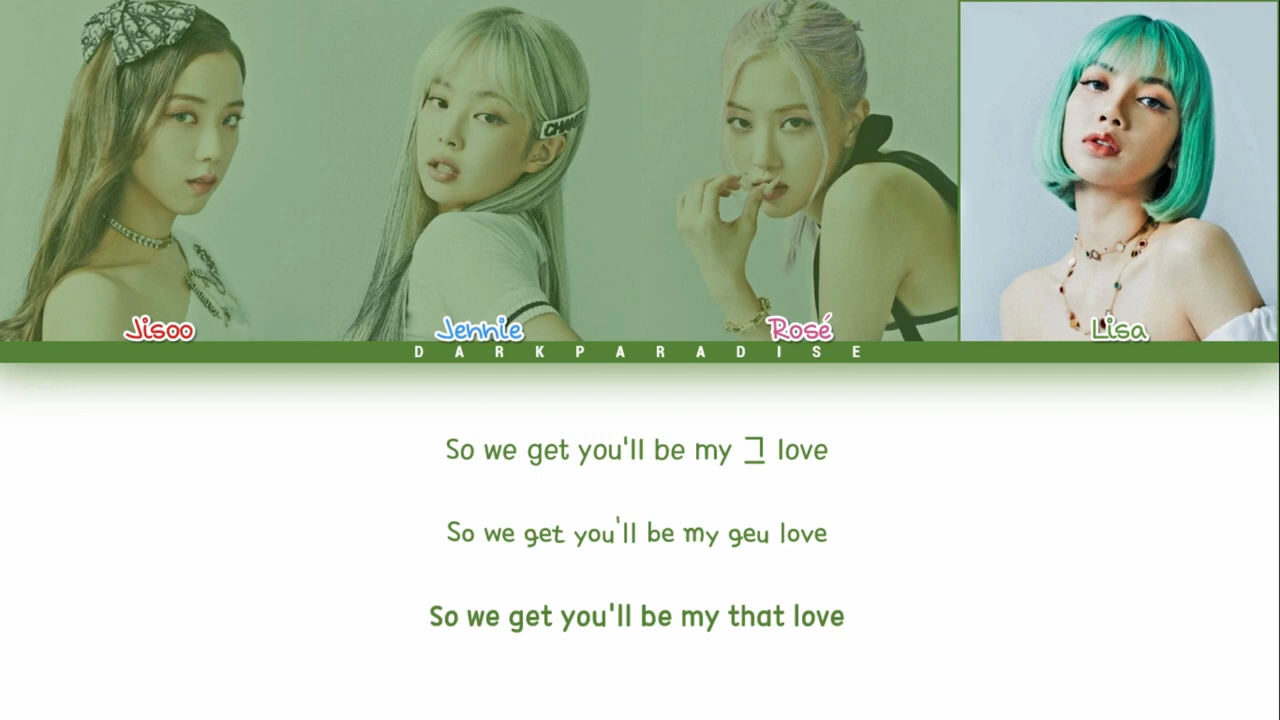 CHANEL
Jisoo
Jennie
Rosé
Lisa
DARKPARADISE
So we get you'll be my 그 love
So we get you'll be my geu love
So we get you'll be my that love